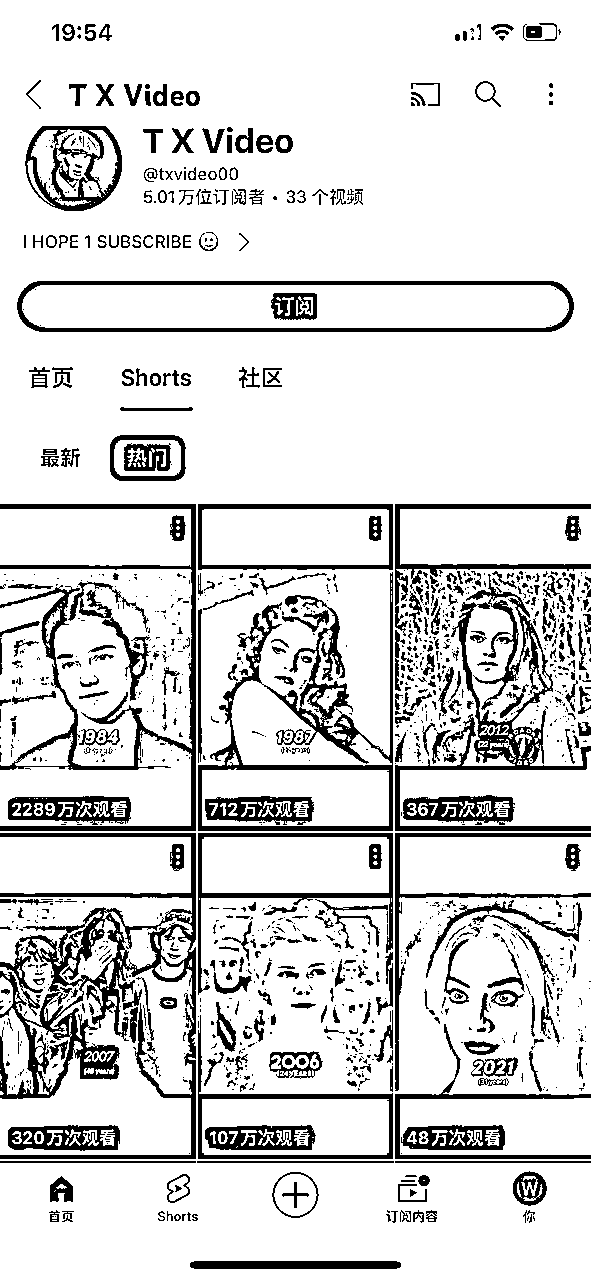 19:54
T X Video
T X Video
@txvideo00
5.01万位订阅者 • 33 个视频
I HOPE 1 SUBSCRIBE
订阅
首页 Shorts 社区
最新 热门
1984
1987
2012
2289万次观看 712万次观看 367万次观看
2007
2006
2021
320万次观看 107万次观看 48万次观看
W
首页 Shorts 订阅内容 你